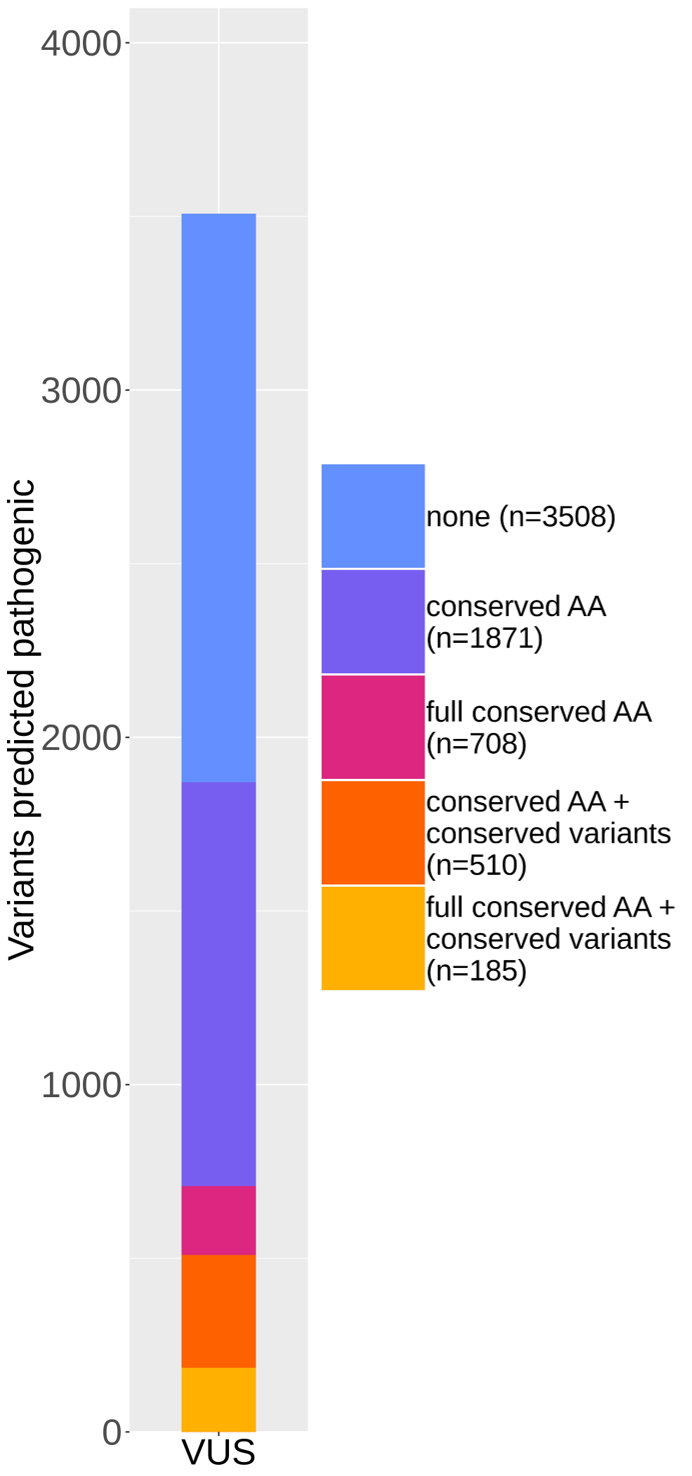 Variants predicted pathogenic
4000
3000
2000
1000
0
VUS
none (n=3508)
conserved AA
(n=1871)
full conserved AA
(n=708)
conserved AA +
conserved variants
(n=510)
full conserved AA +
conserved variants
(n=185)